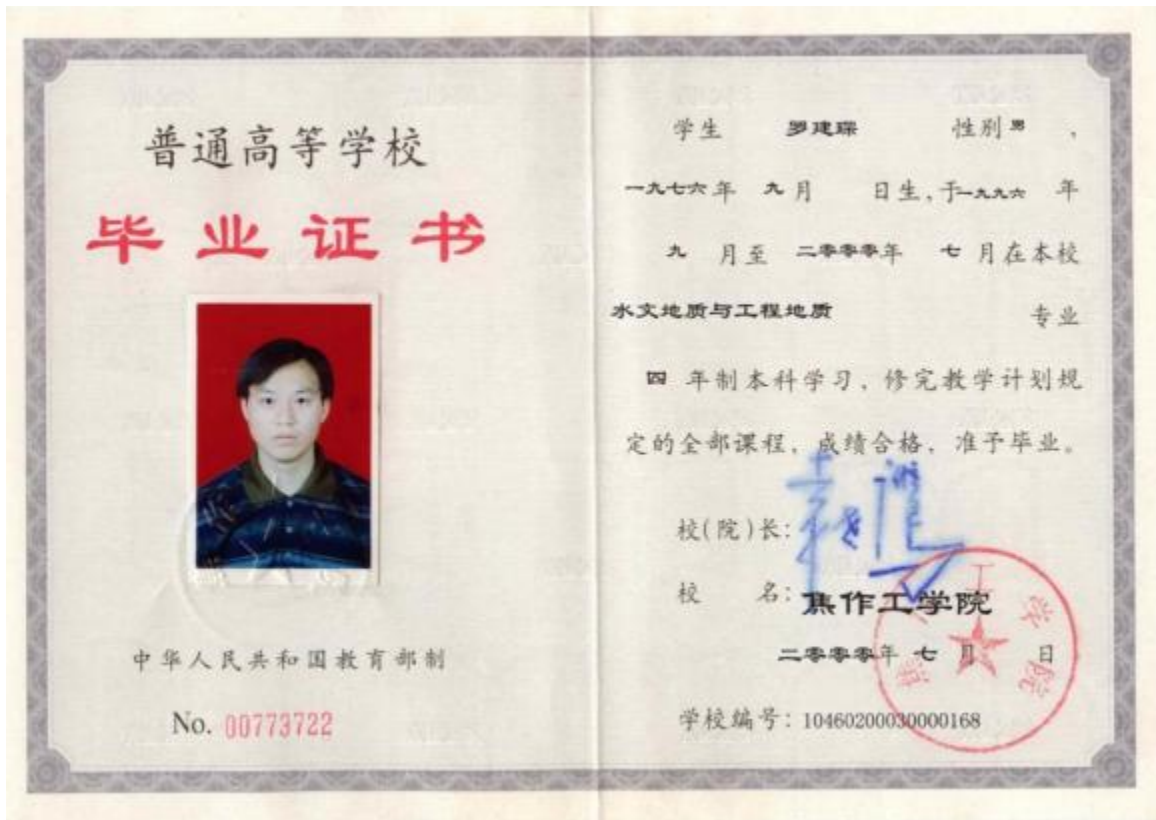 普通高等学校
毕业证书
中华人民共和国教育部制
No. 00773722
学生 罗建琛 性别 男 ,
一九七六年 九月 日生, 于一九九六 年
九 月至 二零零零年 七 月在本校
水文地质与工程地质 专业
四 年制本科学习, 修完教学计划规
定的全部课程, 成绩合格, 准予毕业。
校(院)长:
校 名: 焦作工学院
二零零零年 七 月 日
学校编号: 10460200030000168